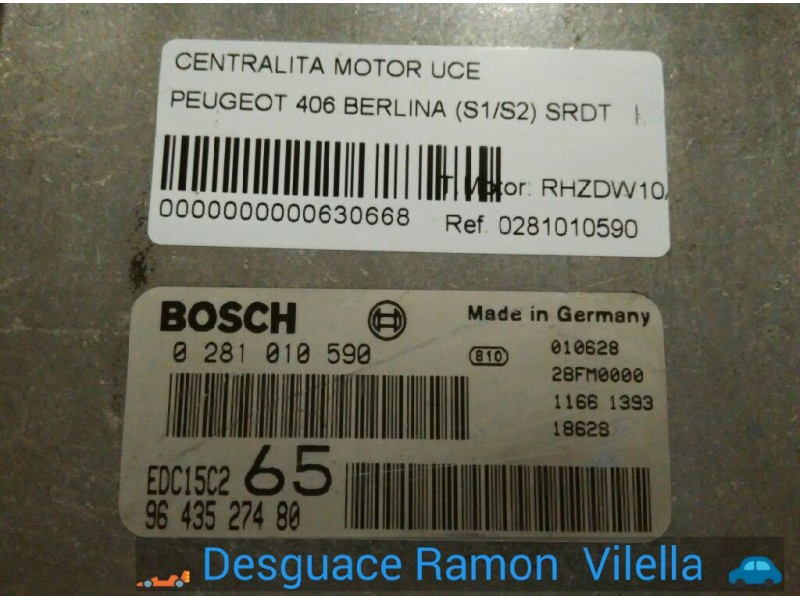 CENTRALITA MOTOR UCE
PEUGEOT 406 BERLINA (S1/S2) SRDT
T. Motor: RHZDW10
0000000000630668
Ref. 0281010590
BOSCH
Made in Germany
0 281 010 590
810
010628
28FM0000
1166 1393
18628
EDC15C2 65
96 435 274 80
Desguace Ramon Vilella